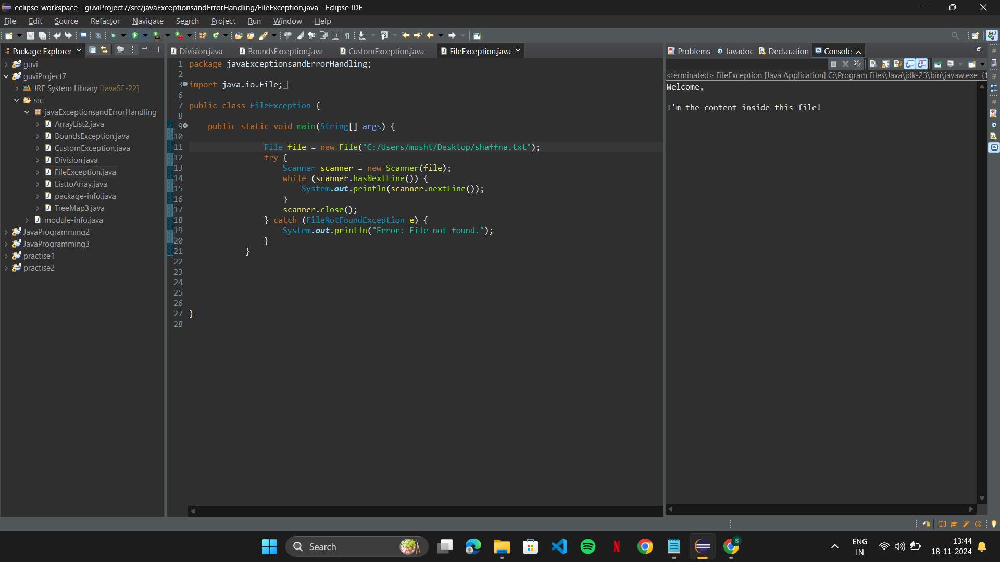 eclipse-workspace - guviProject7/src/javaExceptionsandErrorHandling/FileException.java - Eclipse IDE
File Edit Source Refactor Navigate Search Project Run Window Help
Package Explorer
guvi
guviProject7
JRE System Library [JavaSE-22]
src
javaExceptionsandErrorHandling
ArrayList2.java
BoundsException.java
CustomException.java
Division.java
FileException.java
ListtoArray.java
package-info.java
TreeMap3.java
module-info.java
JavaProgramming2
JavaProgramming3
practise1
practise2
Division.java BoundsException.java CustomException.java FileException.java
1 package javaExceptionsandErrorHandling;
2
3 import java.io.File;
6
7 public class FileException {
8
9 public static void main(String[] args) {
10
11 File file = new File("C:/Users/musht/Desktop/shaffna.txt");
12 try {
13 Scanner scanner = new Scanner(file);
14 while (scanner.hasNextLine()) {
15 System.out.println(scanner.nextLine());
16 }
17 scanner.close();
18 } catch (FileNotFoundException e) {
19 System.out.println("Error: File not found.");
20 }
21 }
22
23
24
25
26
27 }
28
Problems Javadoc Declaration Console
<terminated> FileException [Java Application] C:\Program Files\Java\jdk-23\bin\javaw.exe (1
Welcome,
I'm the content inside this file!
Search
S
ENG
IN
13:44
18-11-2024